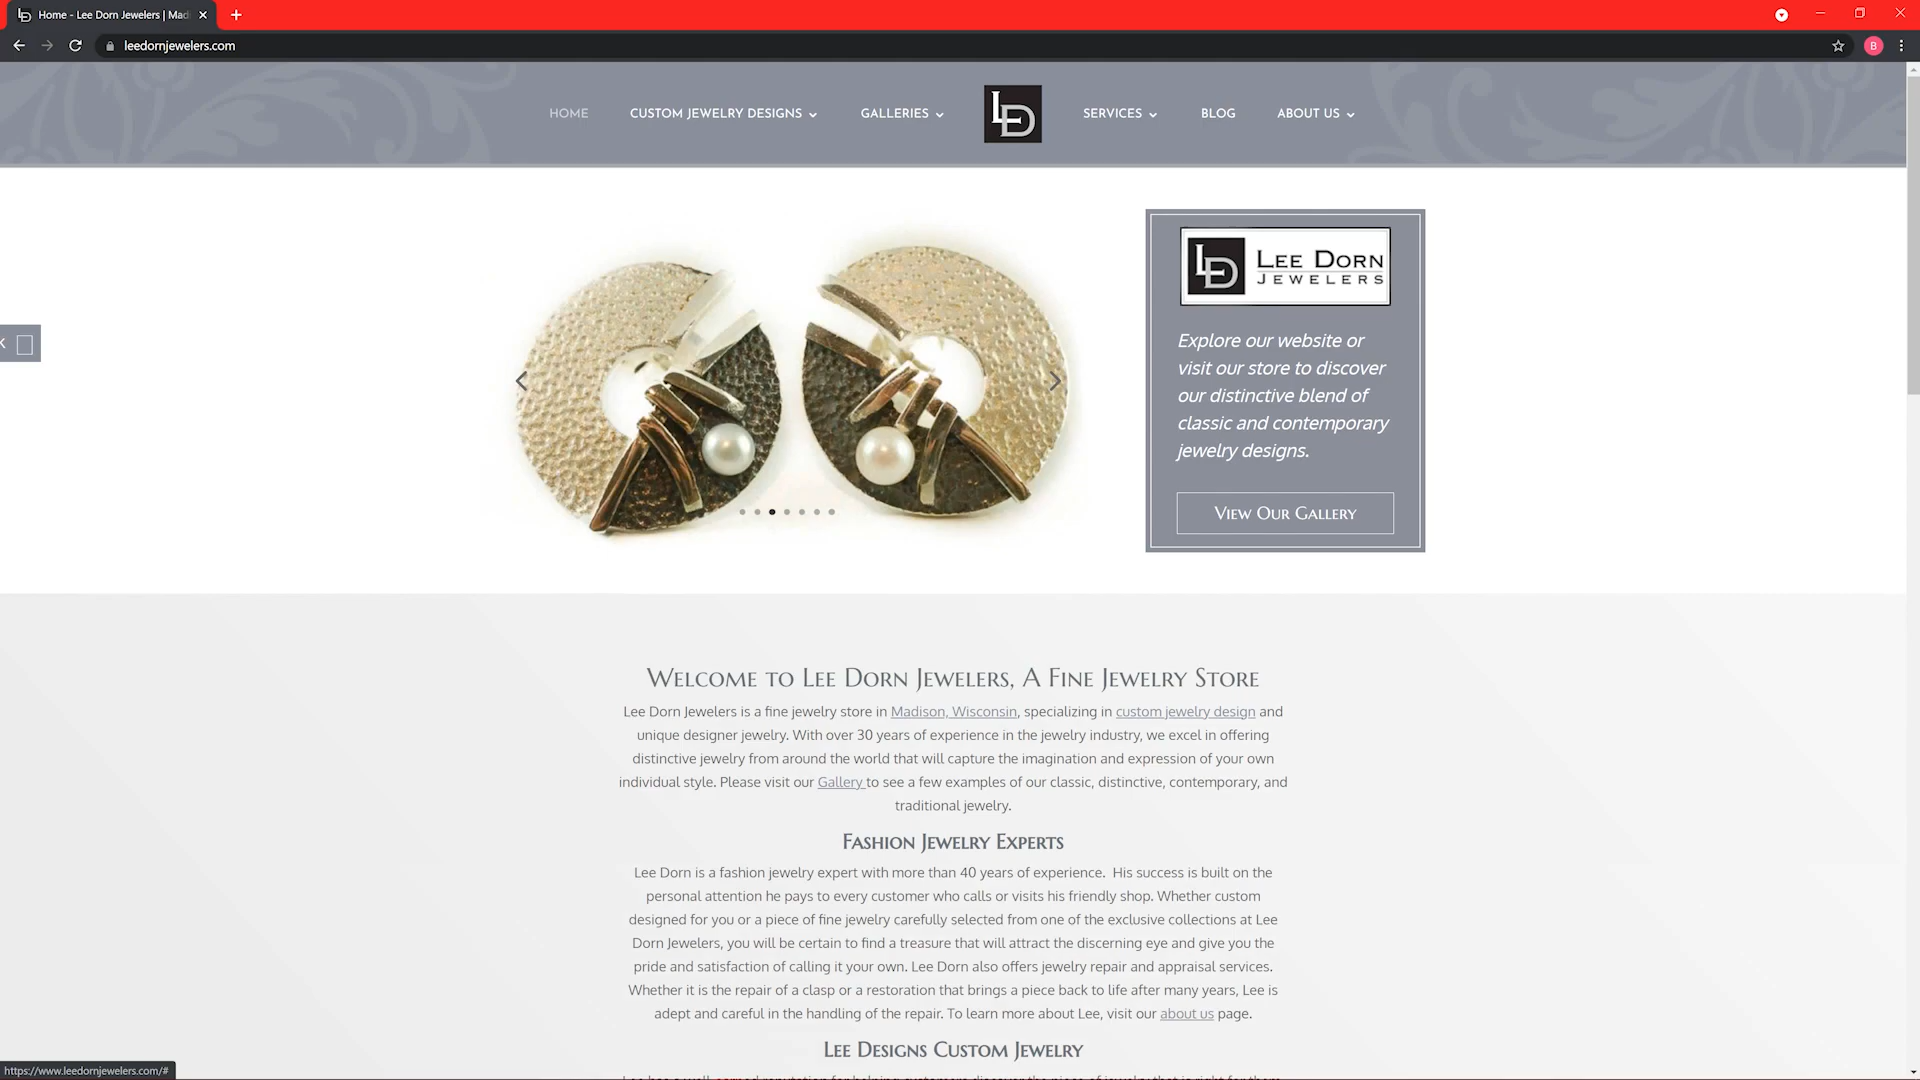 Home - Lee Dorn Jewelers | Mad
leedornjewelers.com
B
HOME
CUSTOM JEWELRY DESIGNS
GALLERIES
LD
SERVICES
BLOG
ABOUT US
LD LEE DORN
JEWELERS
Explore our website or
visit our store to discover
our distinctive blend of
classic and contemporary
jewelry designs.
VIEW OUR GALLERY
K
WELCOME TO LEE DORN JEWELERS, A FINE JEWELRY STORE
Lee Dorn Jewelers is a fine jewelry store in Madison, Wisconsin, specializing in custom jewelry design and
unique designer jewelry. With over 30 years of experience in the jewelry industry, we excel in offering
distinctive jewelry from around the world that will capture the imagination and expression of your own
individual style. Please visit our Gallery to see a few examples of our classic, distinctive, contemporary, and
traditional jewelry.
FASHION JEWELRY EXPERTS
Lee Dorn is a fashion jewelry expert with more than 40 years of experience. His success is built on the
personal attention he pays to every customer who calls or visits his friendly shop. Whether custom
designed for you or a piece of fine jewelry carefully selected from one of the exclusive collections at Lee
Dorn Jewelers, you will be certain to find a treasure that will attract the discerning eye and give you the
pride and satisfaction of calling it your own. Lee Dorn also offers jewelry repair and appraisal services.
Whether it is the repair of a clasp or a restoration that brings a piece back to life after many years, Lee is
adept and careful in the handling of the repair. To learn more about Lee, visit our about us page.
LEE DESIGNS CUSTOM JEWELRY
https://www.leedornjewelers.com/#